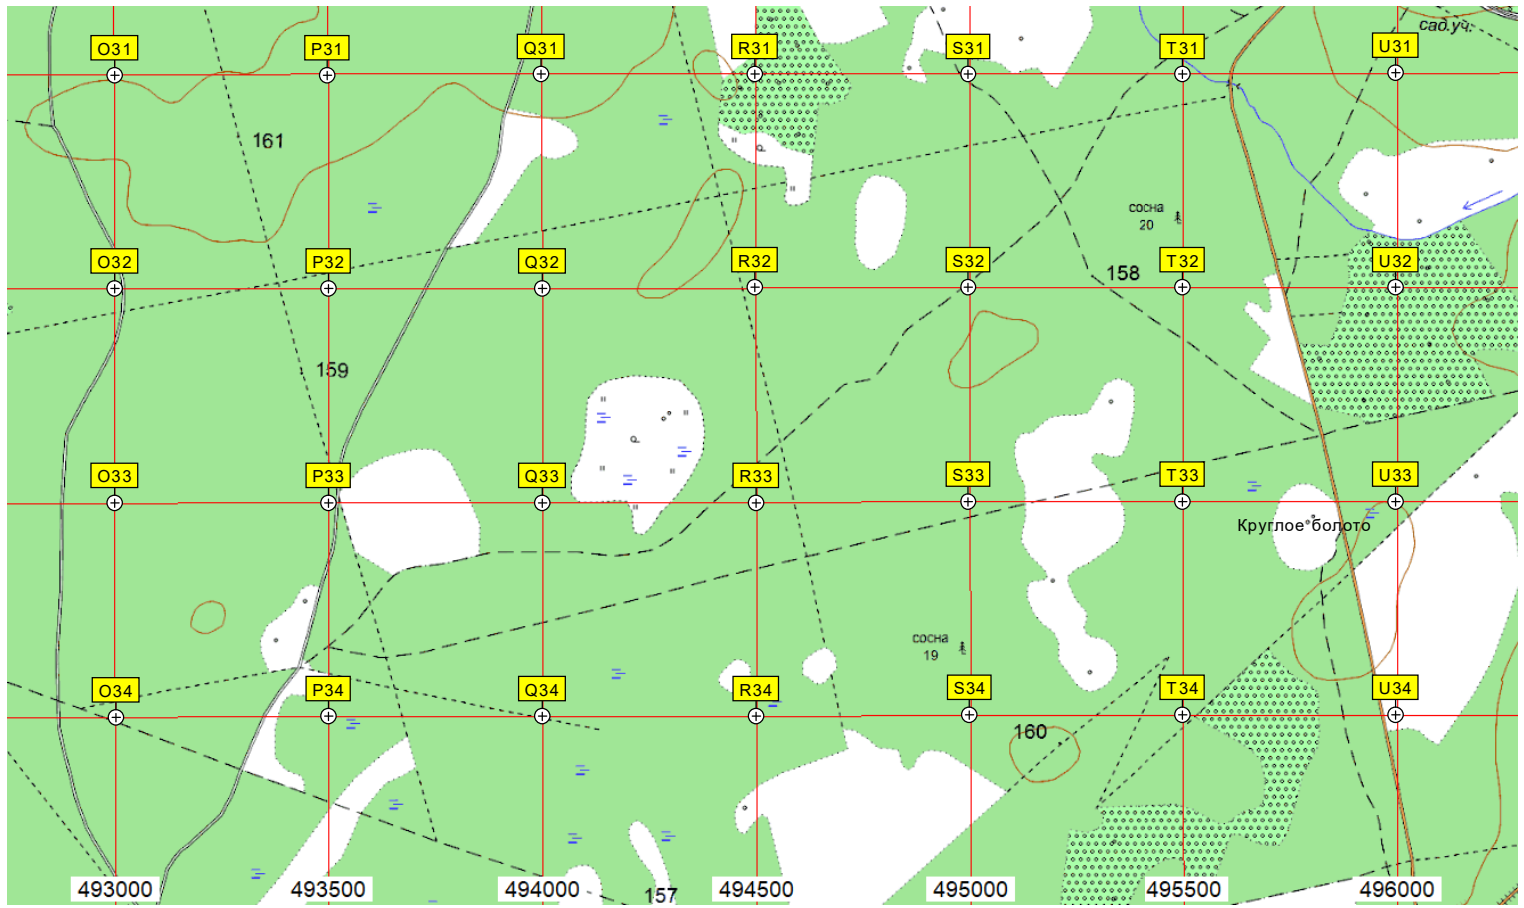 сад.уч.
O31 P31 Q31 R31 S31 T31 U31
161
сосна
20
O32 P32 Q32 R32 S32 T32 U32
158
159
O33 P33 Q33 R33 S33 T33 U33
Круглое болото
сосна
19
O34 P34 Q34 R34 S34 T34 U34
160
493000 493500 494000 494500 495000 495500 496000
157